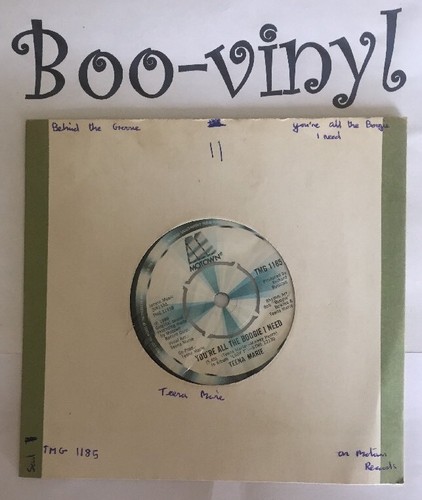 Boo-vinyl
Behind the Groove
you're all the Boogie
I need
11
MOTOWN
TMG 1185
YOU'RE ALL THE BOOGIE I NEED
TEENA MARIE
Teena Marie
Soul
TMG 1185
On Motown
Records